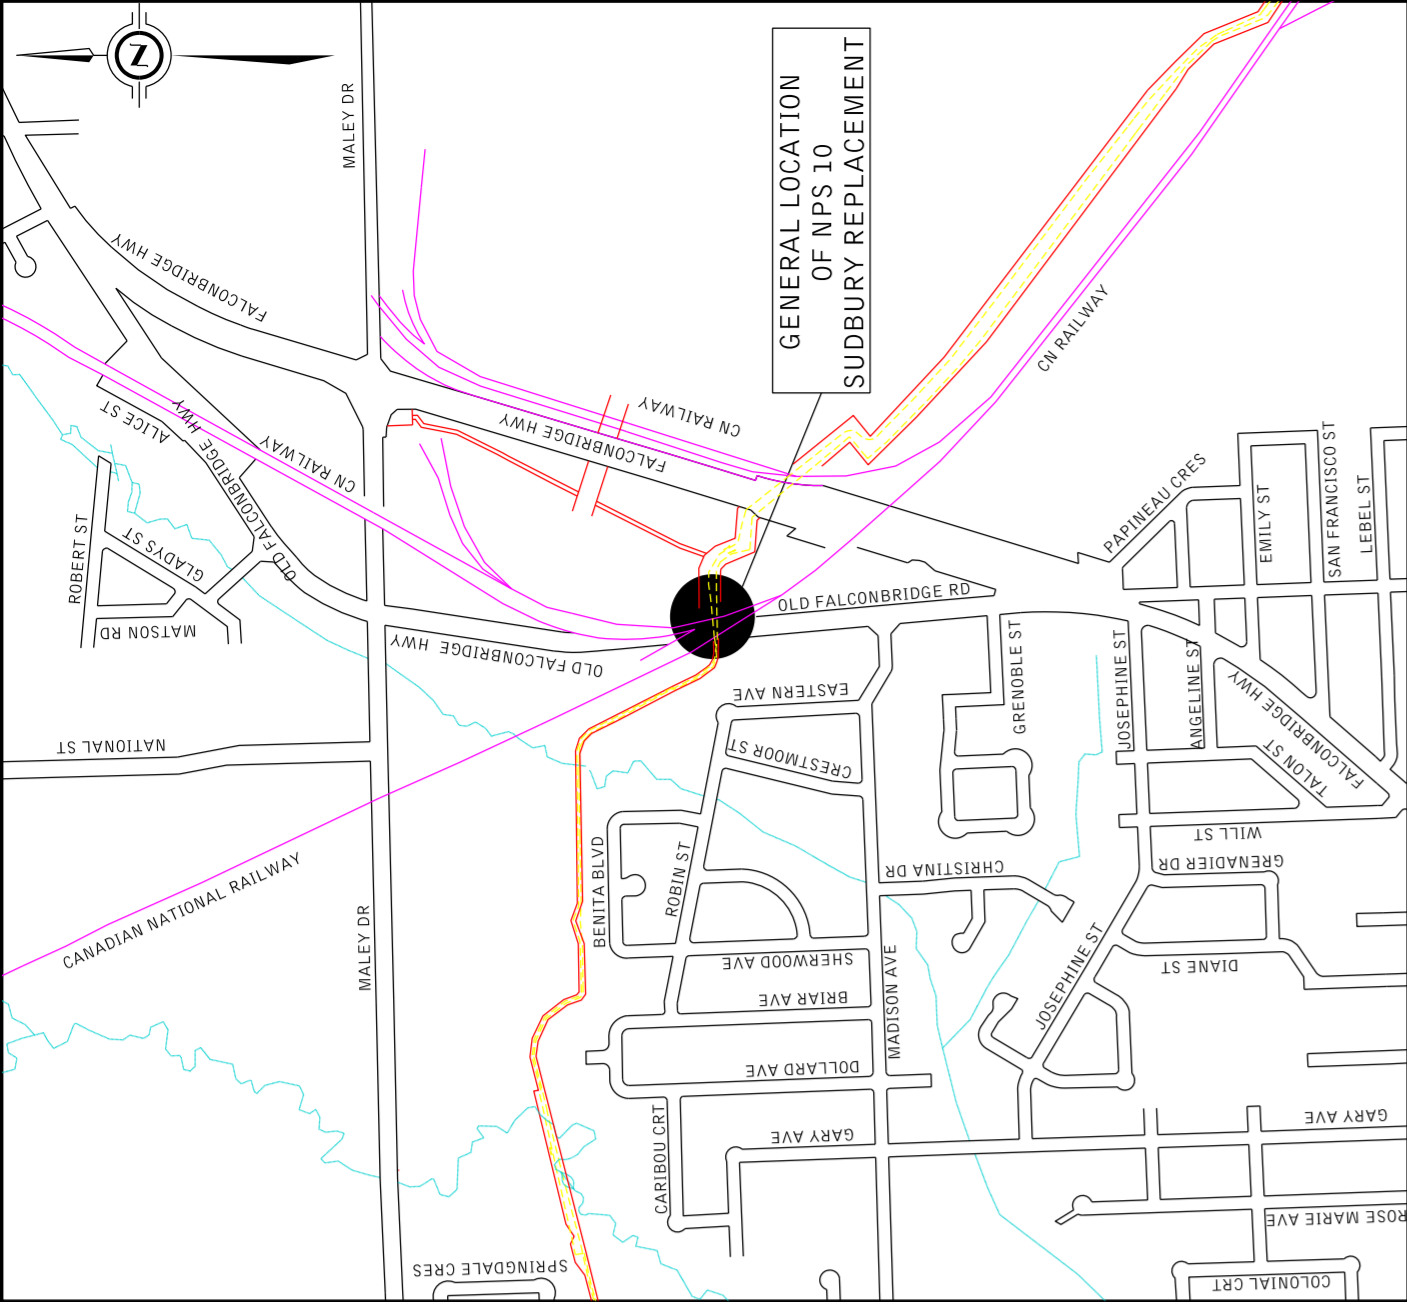 N
MALEY DR
FALCONBRIDGE HWY
GENERAL LOCATION
OF NPS 10
SUDBURY REPLACEMENT
CN RAILWAY
CN RAILWAY
FALCONBRIDGE HWY
ALICE ST
OLD FALCONBRIDGE HWY
CN RAILWAY
ROBERT ST
GLADYS ST
OLD
MATSON RD
OLD FALCONBRIDGE HWY
OLD FALCONBRIDGE RD
PAPINEAU CRES
EMILY ST
SAN FRANCISCO ST
LEBEL ST
NATIONAL ST
EASTERN AVE
CRESTMOOR ST
GRENOBLE ST
JOSEPHINE ST
ANGELINE ST
FALCONBRIDGE HWY
TALON ST
WILL ST
GRENADIER DR
CANADIAN NATIONAL RAILWAY
MALEY DR
BENITA BLVD
ROBIN ST
CHRISTINA DR
SHERWOOD AVE
BRIAR AVE
MADISON AVE
JOSEPHINE ST
DIANE ST
DOLLARD AVE
CARIBOU CRT
GARY AVE
GARY AVE
ROSE MARIE AVE
SPRINGDALE CRES
COLONIAL CRT